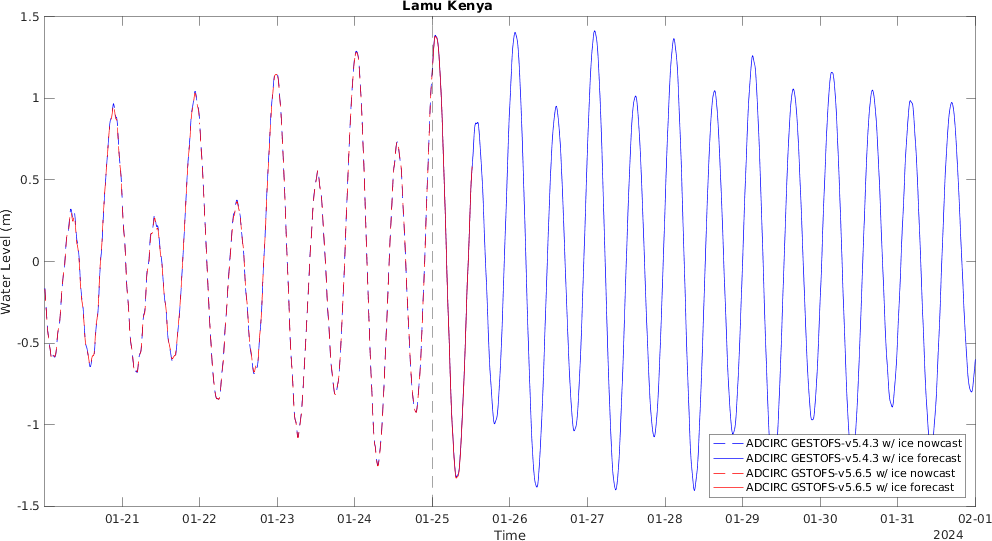 Lamu Kenya
Water Level (m)
1.5
1
0.5
0
-0.5
-1
-1.5
ADCIRC GESTOFS-v5.4.3 w/ ice nowcast
ADCIRC GESTOFS-v5.4.3 w/ ice forecast
ADCIRC GSTOFS-v5.6.5 w/ ice nowcast
ADCIRC GSTOFS-v5.6.5 w/ ice forecast
01-21 01-22 01-23 01-24 01-25 01-26 01-27 01-28 01-29 01-30 01-31 02-01
Time
2024